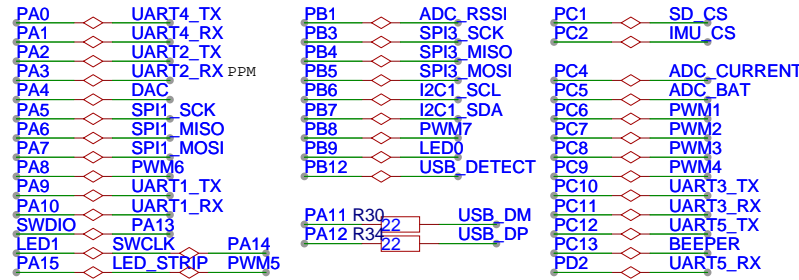 PA0 UART4_TX
PA1 UART4_RX
PA2 UART2_TX
PA3 UART2_RX PPM
PA4 DAC
PA5 SPI1_SCK
PA6 SPI1_MISO
PA7 SPI1_MOSI
PA8 PWM6
PA9 UART1_TX
PA10 UART1_RX
SWDIO PA13
LED1 SWCLK PA14
PA15 LED_STRIP PWM5
PB1 ADC_RSSI
PB3 SPI3_SCK
PB4 SPI3_MISO
PB5 SPI3_MOSI
PB6 I2C1_SCL
PB7 I2C1_SDA
PB8 PWM7
PB9 LED0
PB12 USB_DETECT
PA11 R30 22 USB_DM
PA12 R34 22 USB_DP
PC1 SD_CS
PC2 IMU_CS
PC4 ADC_CURRENT
PC5 ADC_BAT
PC6 PWM1
PC7 PWM2
PC8 PWM3
PC9 PWM4
PC10 UART3_TX
PC11 UART3_RX
PC12 UART5_TX
PC13 BEEPER
PD2 UART5_RX